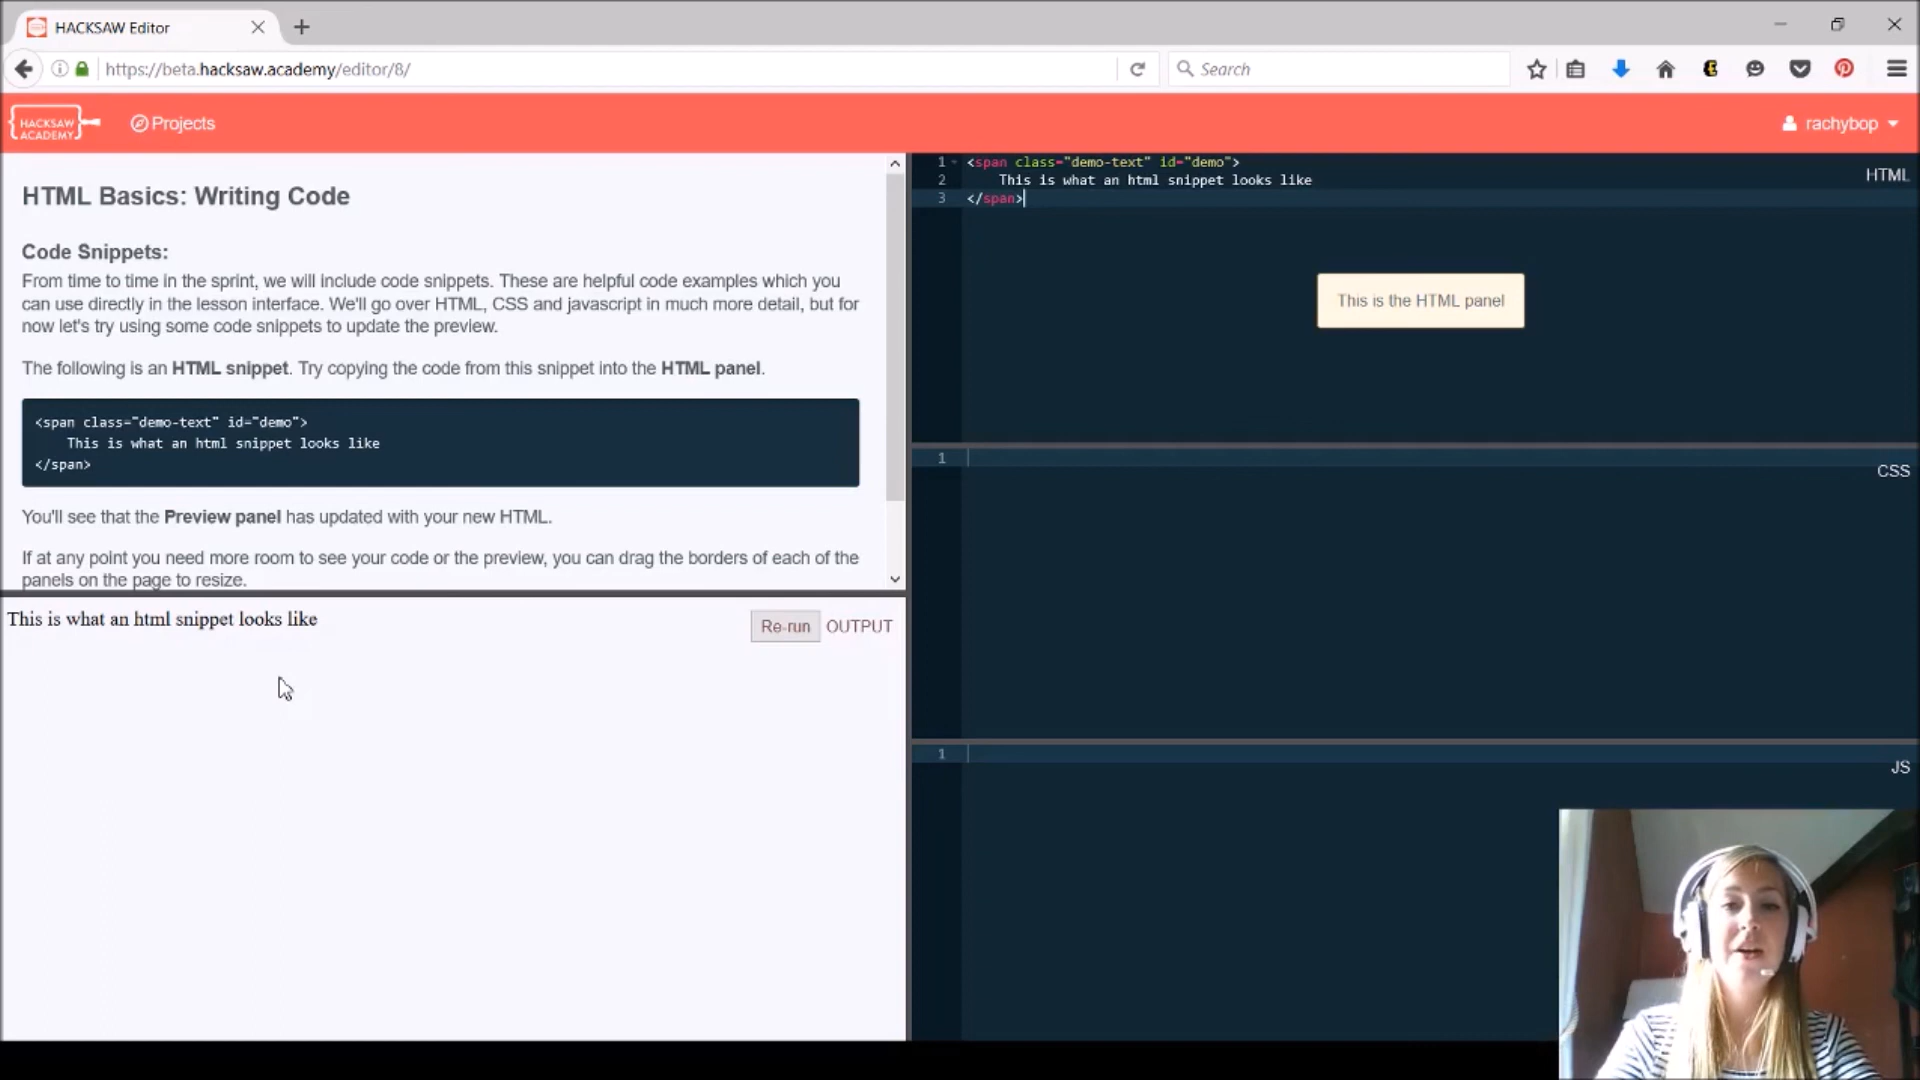 HACKSAW Editor
https://beta.hacksaw.academy/editor/8/
Search
HACKSAW
ACADEMY
Projects
rachybop
HTML Basics: Writing Code
Code Snippets:
From time to time in the sprint, we will include code snippets. These are helpful code examples which you
can use directly in the lesson interface. We'll go over HTML, CSS and javascript in much more detail, but for
now let's try using some code snippets to update the preview.
The following is an HTML snippet. Try copying the code from this snippet into the HTML panel.
<span class="demo-text" id="demo">
This is what an html snippet looks like
</span>
You'll see that the Preview panel has updated with your new HTML.
If at any point you need more room to see your code or the preview, you can drag the borders of each of the
panels on the page to resize.
This is what an html snippet looks like
Re-run OUTPUT
1 <span class="demo-text" id="demo">
HTML
2 This is what an html snippet looks like
3 </span>
This is the HTML panel
1
CSS
1
JS